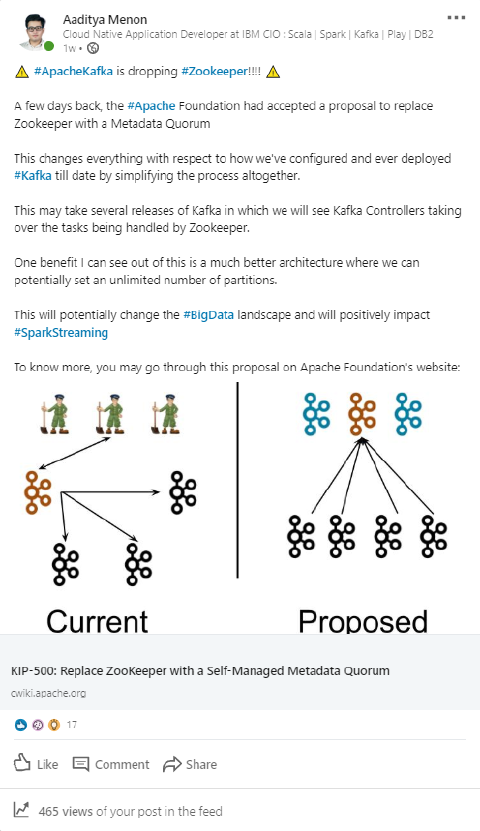 Aaditya Menon
Cloud Native Application Developer at IBM CIO : Scala | Spark | Kafka | Play | DB2
1w •
⚠ #ApacheKafka is dropping #Zookeeper!!!! ⚠
A few days back, the #Apache Foundation had accepted a proposal to replace
Zookeeper with a Metadata Quorum
This changes everything with respect to how we've configured and ever deployed
#Kafka till date by simplifying the process altogether.
This may take several releases of Kafka in which we will see Kafka Controllers taking
over the tasks being handled by Zookeeper.
One benefit I can see out of this is a much better architecture where we can
potentially set an unlimited number of partitions.
This will potentially change the #BigData landscape and will positively impact
#SparkStreaming
To know more, you may go through this proposal on Apache Foundation's website:
Current
Proposed
KIP-500: Replace ZooKeeper with a Self-Managed Metadata Quorum
cwiki.apache.org
17
Like Comment Share
465 views of your post in the feed